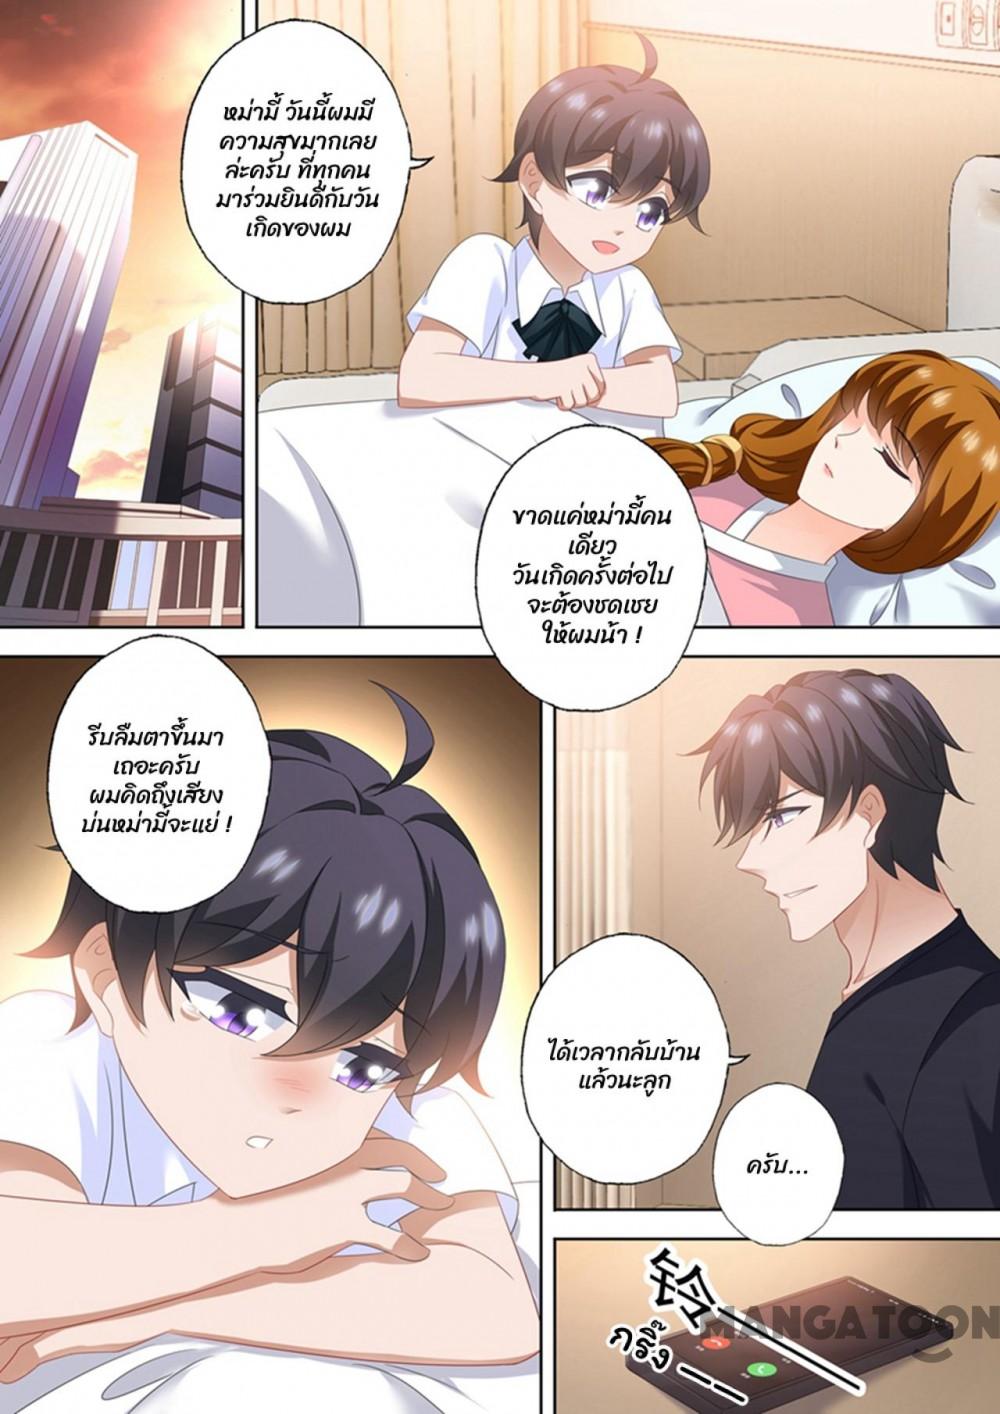 หม่ามี้ วันนี้ผมมี
ความสุขมากเลย
ล่ะครับ ที่ทุกคน
มาร่วมยินดีกับวัน
เกิดของผม
ขาดแค่หม่ามี้คน
เดียว
วันเกิดครั้งต่อไป
จะต้องชดเชย
ให้ผมน้า !
รีบลืมตาขึ้นมา
เถอะครับ
ผมคิดถึงเสียง
บ่นหม่ามี้จะแย่ !
ได้เวลากลับบ้าน
แล้วนะลูก
ครับ...
铃——
กริ๊ง ——
MANGATOON